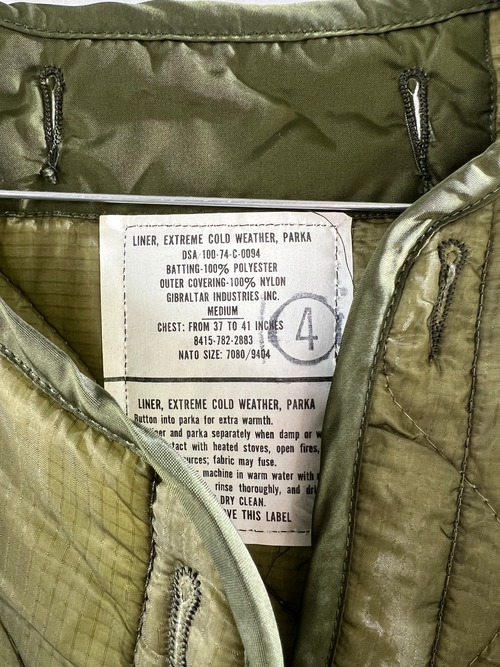 LINER, EXTREME COLD WEATHER, PARKA
DSA 100-74-C-0094
BATTING-100% POLYESTER
OUTER COVERING-100% NYLON
GIBRALTAR INDUSTRIES INC.
MEDIUM
CHEST: FROM 37 TO 41 INCHES
8415-782-2883
NATO SIZE: 7080/9404
4
LINER, EXTREME COLD WEATHER, PARKA
Button into parka for extra warmth.
and parka separately when damp or
with heated stoves, open fires,
fabric may fuse.
machine in warm water with
rinse thoroughly, and
DRY CLEAN.
THIS LABEL